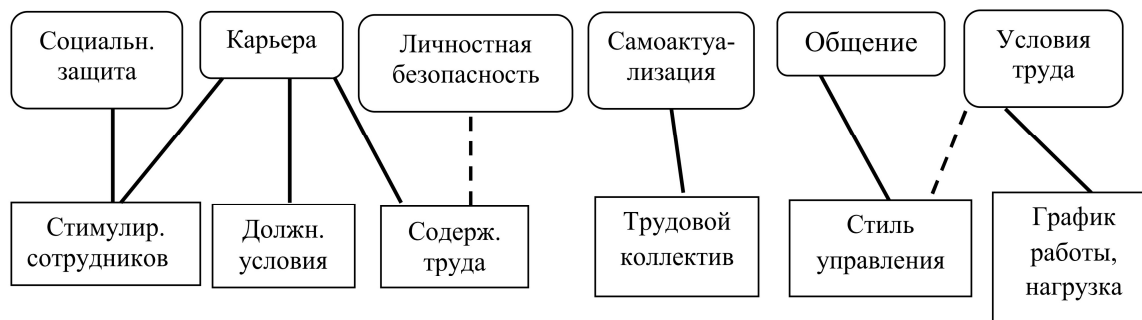 Социальн.
защита
Карьера
Личностная
безопасность
Самоактуа-
лизация
Общение
Условия
труда
Стимулир.
сотрудников
Должн.
условия
Содерж.
труда
Трудовой
коллектив
Стиль
управления
График
работы,
нагрузка